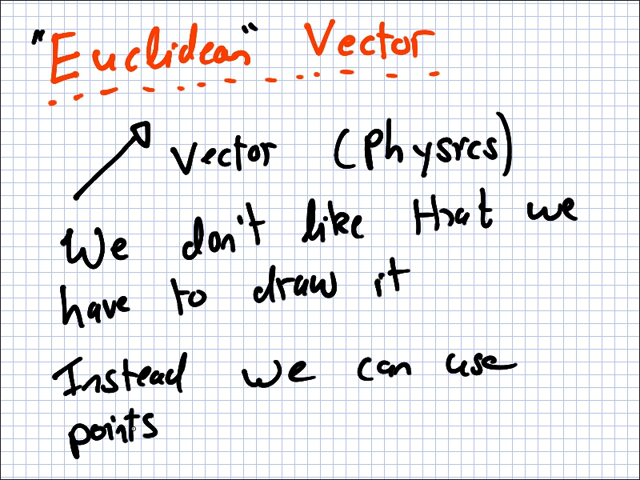 "Euclidean" Vector
Vector (Physics)
We don't like that we
have to draw it
Instead we can use
points